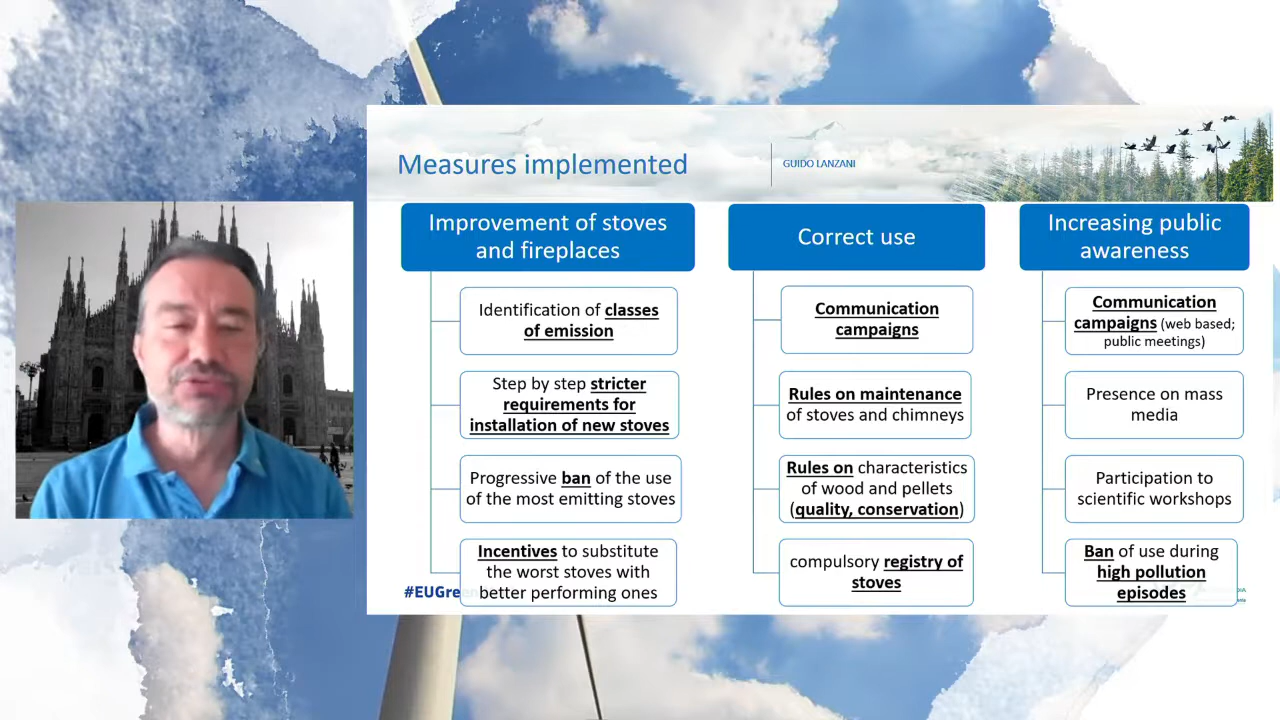 Measures implemented
GUIDO LANZANI
Improvement of stoves
and fireplaces
Identification of classes
of emission
Step by step stricter
requirements for
installation of new stoves
Progressive ban of the use
of the most emitting stoves
Incentives to substitute
the worst stoves with
better performing ones
#EUGre
Correct use
Communication
campaigns
Rules on maintenance
of stoves and chimneys
Rules on characteristics
of wood and pellets
(quality, conservation)
compulsory registry of
stoves
Increasing public
awareness
Communication
campaigns (web based;
public meetings)
Presence on mass
media
Participation to
scientific workshops
Ban of use during
high pollution
episodes